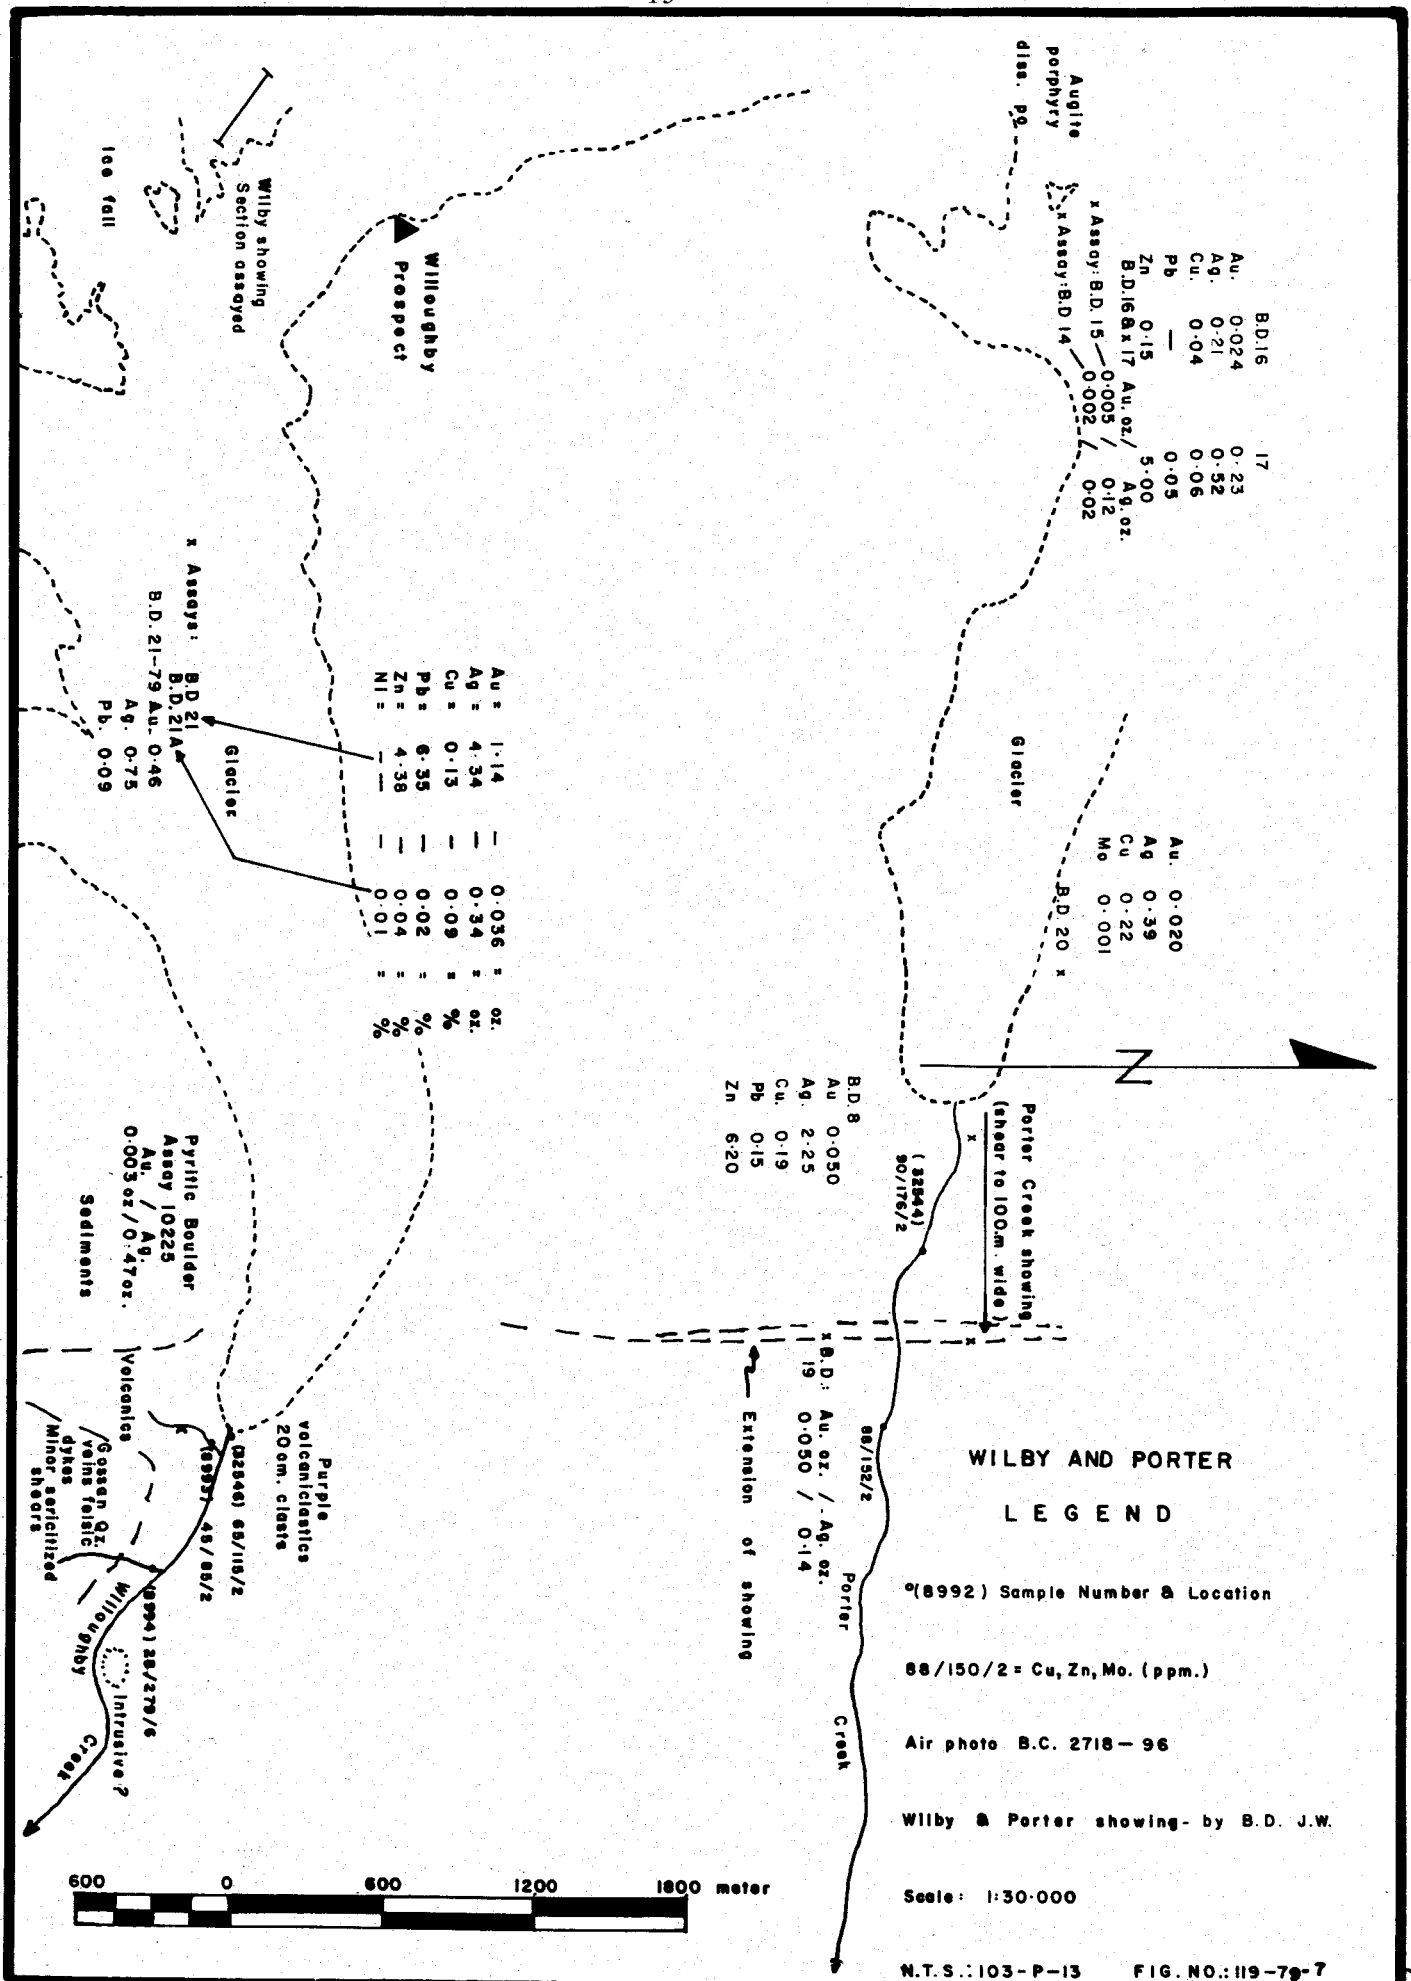 Augite
porphyry
diss. po
B.D.16 17
Au. 0·024 0·23
Ag. 0·21 0·52
Cu. 0·04 0·06
Pb — 0·05
Zn 0·15 5·00
B.D.16 & x 17 Au. oz./ Ag. oz.
x Assay: B.D. 15 — 0·005 / 0·12
x Assay: B.D 14 — 0·002 / 0·02
Glacier
Au. 0·020
Ag 0·39
Cu 0·22
Mo 0·001
B.D. 20 x
N
Porter Creek showing
(shear to 100.m. wide)
x
x
(32544)
90/176/2
B.D. 8
Au 0·050
Ag. 2·25
Cu. 0·19
Pb 0·15
Zn 6·20
x B.D.: Au. oz. / Ag. oz.
19 0·050 / 0·14
Extension of showing
88/152/2
Porter Creek
Ice fall
Wilby showing
Section assayed
Willoughby
Prospect
x Assays: B.D 21
B.D. 21A
B.D. 21-79 Au. 0·46
Ag. 0·75
Pb. 0·09
Glacier
Au = 1·14 — 0·036 = oz.
Ag = 4·34 — 0·34 = oz.
Cu = 0·13 — 0·09 = %
Pb = 6·35 — 0·02 = %
Zn = 4·38 — 0·04 = %
Ni = — — — 0·01 = %
Pyritic Boulder
Assay 10225
Au. / Ag.
0·003 oz/0·47oz.
Sediments
Volcanics
x
Purple
volcaniclastics
20 cm. clasts
(32546) 65/115/2
(8993) 45/85/2
(8994) 28/279/6
Gossan Qz.
veins felsic
dykes
Minor sericitized
shears
Willoughby Creek
Intrusive?
WILBY AND PORTER
LEGEND
°(8992) Sample Number & Location
88/150/2 = Cu, Zn, Mo. (ppm.)
Air photo B.C. 2718 — 96
Wilby & Porter showing - by B.D. J.W.
Scale: 1:30·000
N.T.S.: 103-P-13 FIG. NO.: 119-79-7
600 0 600 1200 1800 meter